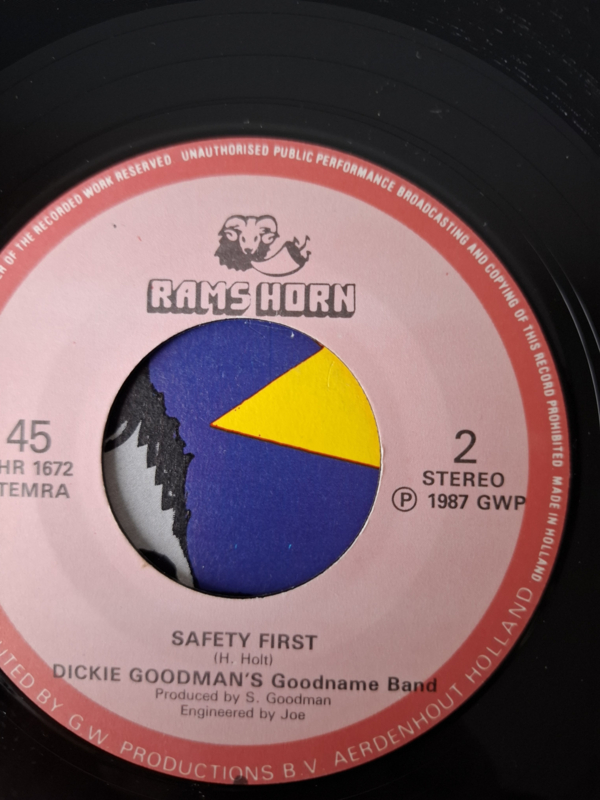 OF THE RECORDED WORK RESERVED UNAUTHORISED PUBLIC PERFORMANCE BROADCASTING AND COPYING OF THIS RECORD PROHIBITED MADE IN HOLLAND
RAMS HORN
45
HR 1672
TEMRA
2
STEREO
Ⓟ 1987 GWP
SAFETY FIRST
(H. Holt)
DICKIE GOODMAN'S Goodname Band
Produced by S. Goodman
Engineered by Joe
BY G.W. PRODUCTIONS B.V. AERDENHOUT HOLLAND